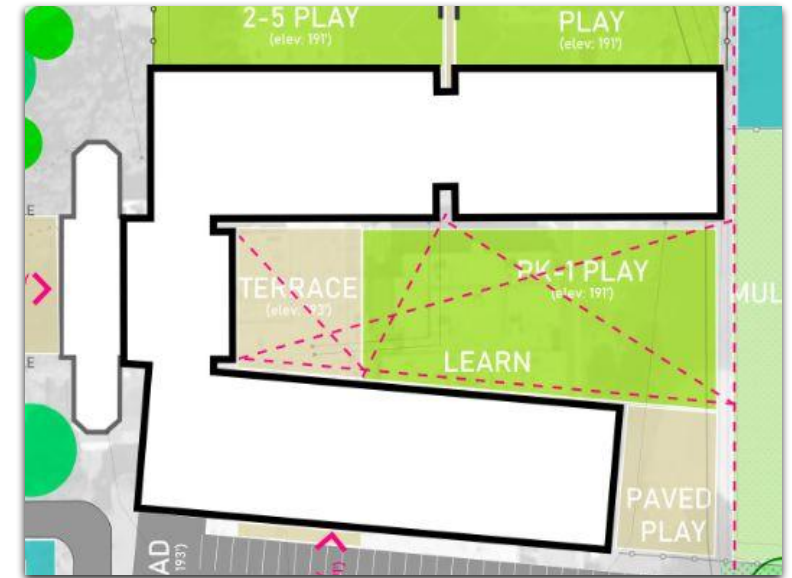 2-5 PLAY
(elev: 191')
PLAY
(elev: 191')
E
TERRACE
(elev: 193')
PK-1 PLAY
(elev: 191')
MUL
LEARN
E
PAVED
PLAY
AD
193')